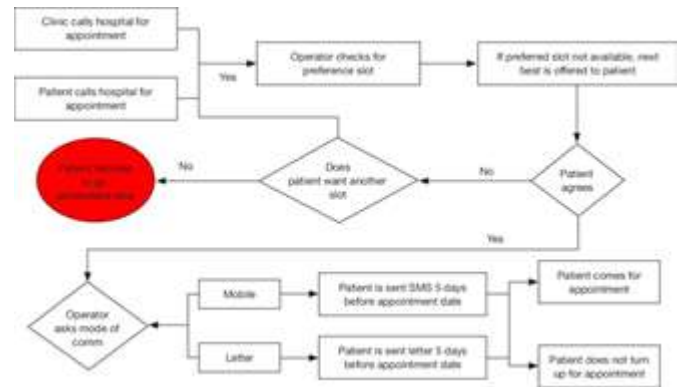 Clinic calls hospital for
appointment
Yes
Operator checks for
preference slot
If preferred slot not available, next
best is offered to patient
Patient calls hospital for
appointment
No
Does
patient want another
slot
No
Patient
agrees
Yes
Operator
asks mode of
comm
Mobile
Patient is sent SMS 5 days
before appointment date
Patient comes for
appointment
Letter
Patient is sent letter 5 days
before appointment date
Patient does not turn
up for appointment